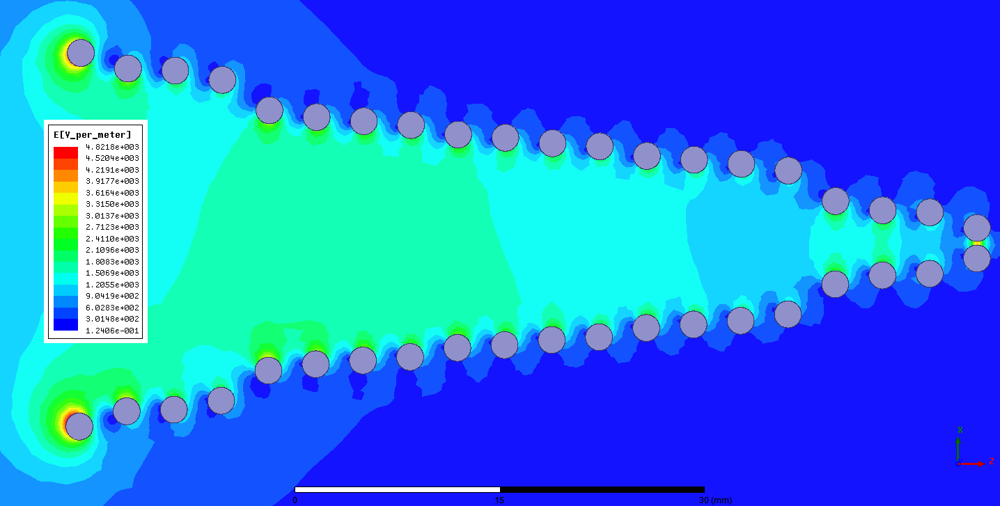 E[V_per_meter]
4.8218e+003
4.5204e+003
4.2191e+003
3.9177e+003
3.6164e+003
3.3150e+003
3.0137e+003
2.7123e+003
2.4110e+003
2.1096e+003
1.8083e+003
1.5069e+003
1.2055e+003
9.0419e+002
6.0283e+002
3.0148e+002
1.2406e-001
X
Z
0 15 30 (mm)